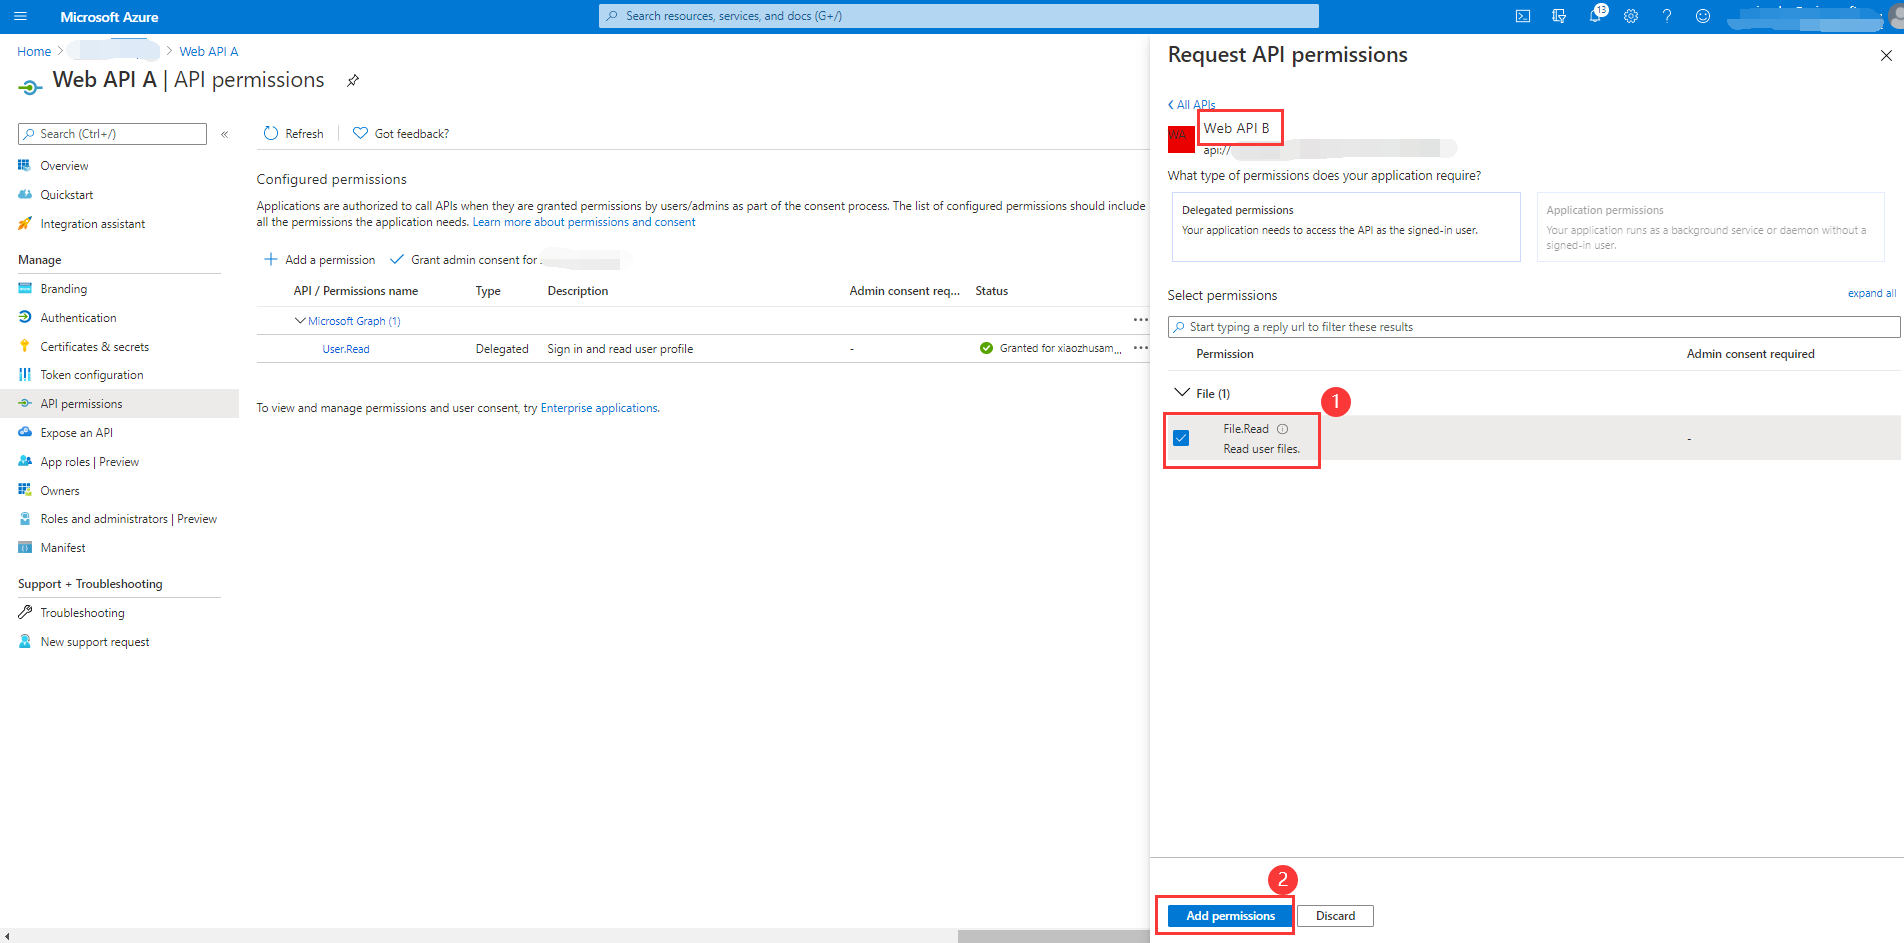 Microsoft Azure
Search resources, services, and docs (G+/)
13
Home > > Web API A
Web API A | API permissions
Search (Ctrl+/)
«
Overview
Quickstart
Integration assistant
Manage
Branding
Authentication
Certificates & secrets
Token configuration
API permissions
Expose an API
App roles | Preview
Owners
Roles and administrators | Preview
Manifest
Support + Troubleshooting
Troubleshooting
New support request
Refresh
Got feedback?
Configured permissions
Applications are authorized to call APIs when they are granted permissions by users/admins as part of the consent process. The list of configured permissions should include
all the permissions the application needs. Learn more about permissions and consent
Add a permission
Grant admin consent for
API / Permissions name Type Description Admin consent req... Status
Microsoft Graph (1) ...
User.Read Delegated Sign in and read user profile - Granted for xiaozhusam... ...
To view and manage permissions and user consent, try Enterprise applications.
Request API permissions
All APIs
WA
Web API B
api://
What type of permissions does your application require?
Delegated permissions
Your application needs to access the API as the signed-in user.
Application permissions
Your application runs as a background service or daemon without a
signed-in user.
Select permissions
expand all
Start typing a reply url to filter these results
Permission Admin consent required
File (1)
1
File.Read
Read user files.
-
2
Add permissions
Discard